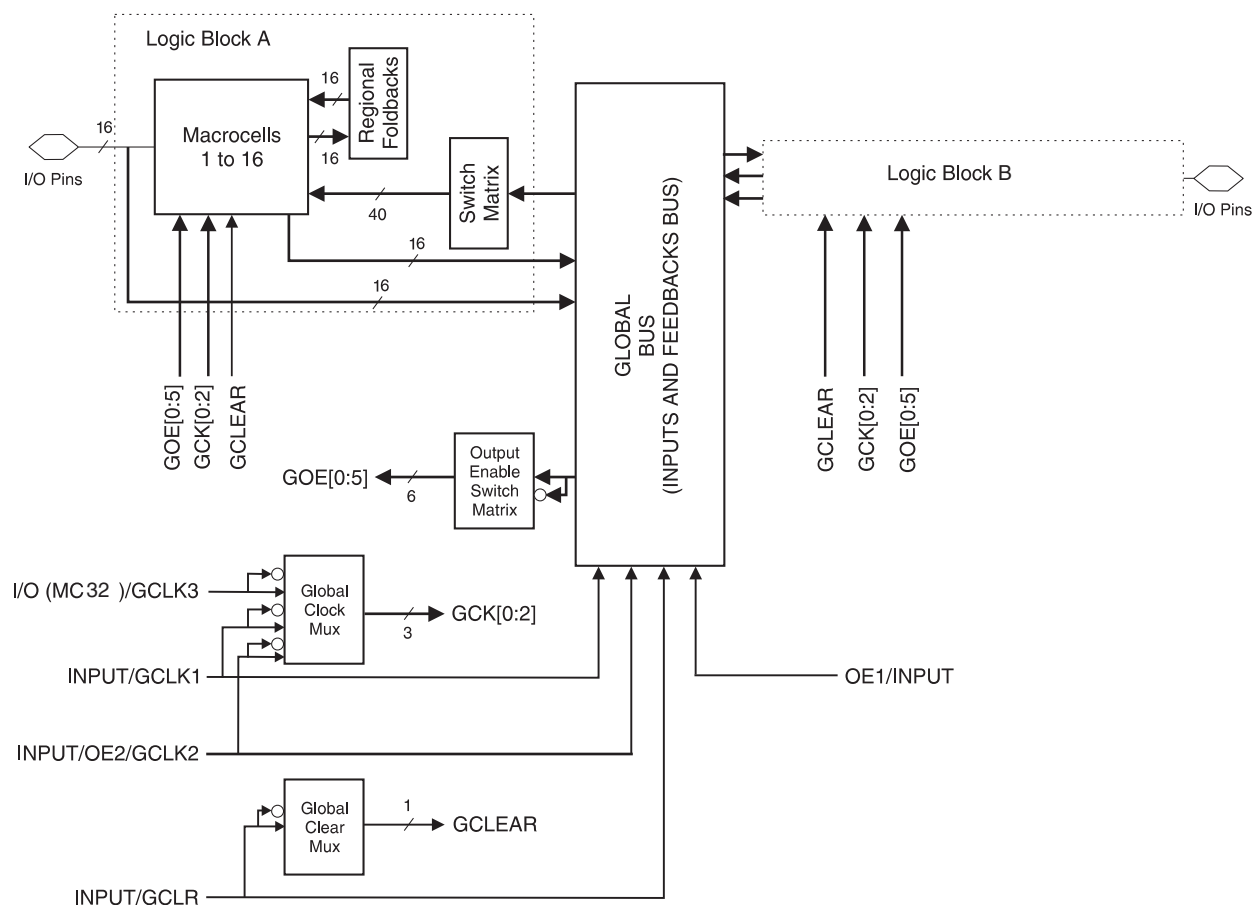 Logic Block A
16
Regional
Foldbacks
16
Macrocells
1 to 16
16
I/O Pins
Switch
Matrix
40
16
16
GOE[0:5]
GCK[0:2]
GCLEAR
GLOBAL
BUS
(INPUTS AND FEEDBACKS BUS)
Logic Block B
I/O Pins
GCLEAR
GCK[0:2]
GOE[0:5]
GOE[0:5]
6
Output
Enable
Switch
Matrix
I/O (MC32 )/GCLK3
Global
Clock
Mux
3
GCK[0:2]
INPUT/GCLK1
OE1/INPUT
INPUT/OE2/GCLK2
Global
Clear
Mux
1
GCLEAR
INPUT/GCLR